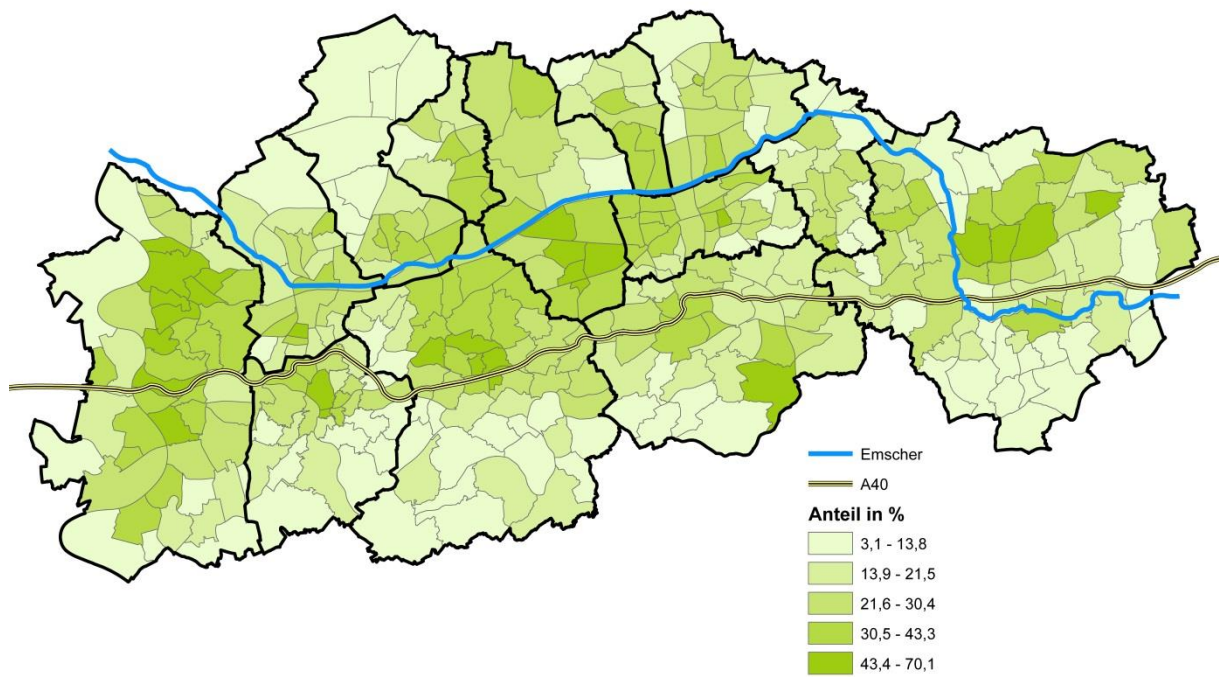 Emscher
A40
Anteil in %
3,1 - 13,8
13,9 - 21,5
21,6 - 30,4
30,5 - 43,3
43,4 - 70,1